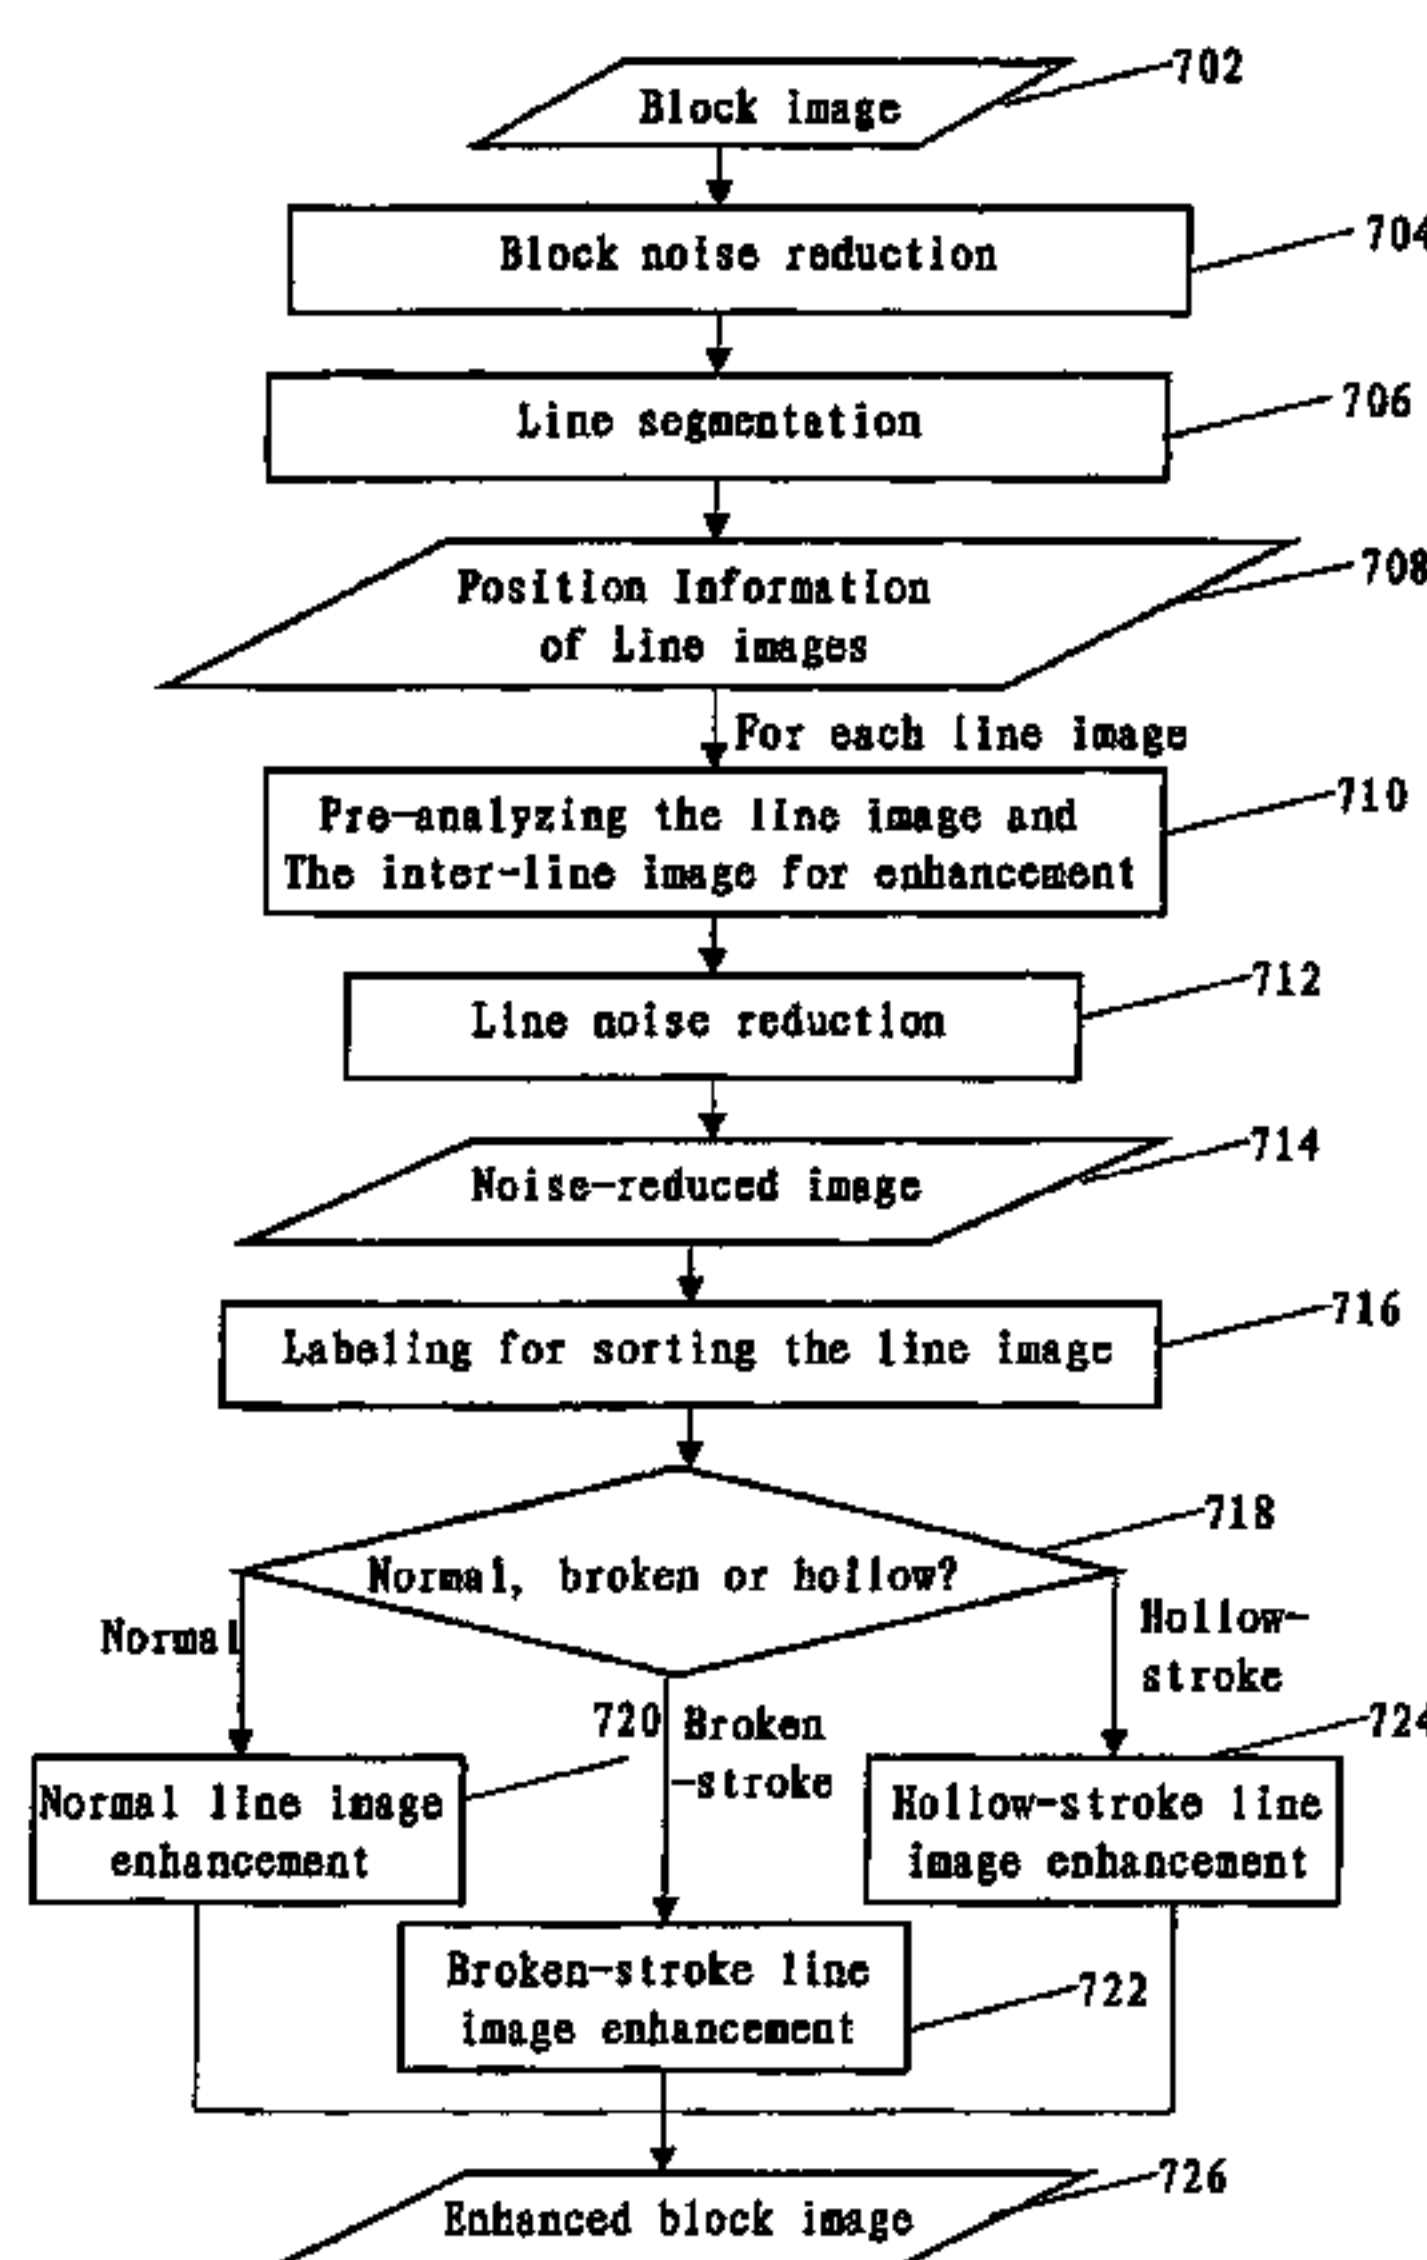 Block image
702
Block noise reduction
704
Line segmentation
706
Position Information
of Line images
708
For each line image
Pre-analyzing the line image and
The inter-line image for enhancement
710
Line noise reduction
712
Noise-reduced image
714
Labeling for sorting the line image
716
Normal, broken or hollow?
718
Normal
Hollow-
stroke
720
Broken
-stroke
724
Normal line image
enhancement
Hollow-stroke line
image enhancement
Broken-stroke line
image enhancement
722
Enhanced block image
726